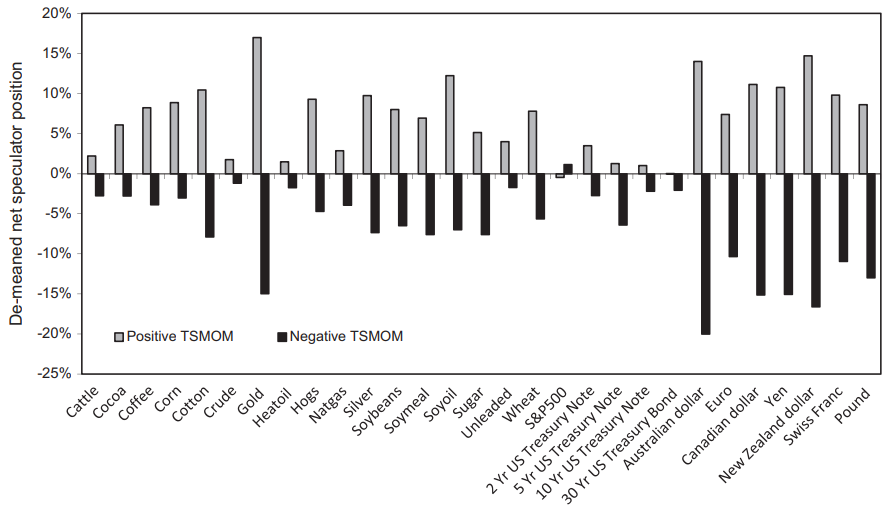 De-meaned net speculator position
20%
15%
10%
5%
0%
-5%
-10%
-15%
-20%
-25%
Positive TSMOM
Negative TSMOM
Cattle
Cocoa
Coffee
Corn
Cotton
Crude
Gold
Heatoil
Hogs
Natgas
Silver
Soybeans
Soymeal
Soyoil
Sugar
Unleaded
Wheat
S&P500
2 Yr US Treasury Note
5 Yr US Treasury Note
10 Yr US Treasury Note
30 Yr US Treasury Bond
Australian dollar
Euro
Canadian dollar
Yen
New Zealand dollar
Swiss Franc
Pound